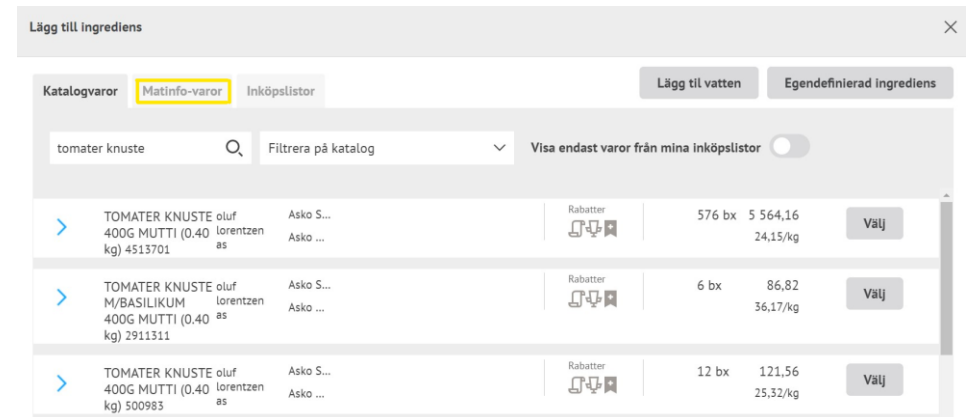 Lägg till ingrediens
Katalogvaror Matinfo-varor Inköpslistor Lägg till vatten Egendefinierad ingrediens
tomater knuste Filtrera på katalog Visa endast varor från mina inköpslistor
TOMATER KNUSTE oluf Asko S... Rabatter 576 bx 5 564,16 Välj
400G MUTTI (0.40 lorentzen Asko ... 24,15/kg
kg) 4513701 as
TOMATER KNUSTE oluf Asko S... Rabatter 6 bx 86,82 Välj
M/BASILIKUM lorentzen Asko ... 36,17/kg
400G MUTTI (0.40 as
kg) 2911311
TOMATER KNUSTE oluf Asko S... Rabatter 12 bx 121,56 Välj
400G MUTTI (0.40 lorentzen Asko ... 25,32/kg
kg) 500983 as